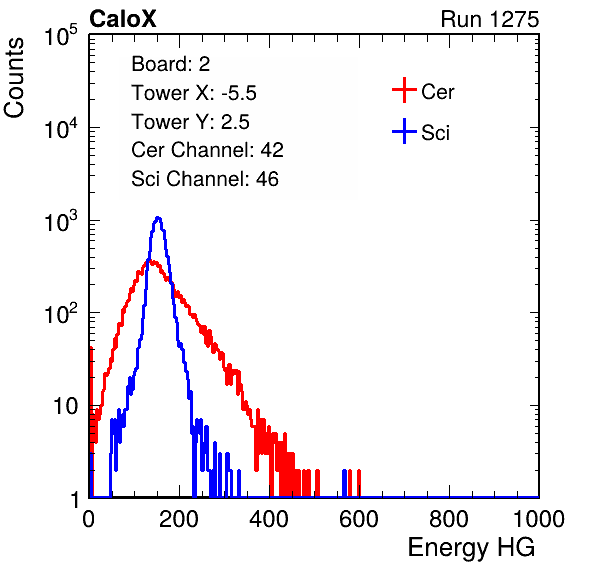 CaloX Run 1275
Counts
Board: 2
Tower X: -5.5
Tower Y: 2.5
Cer Channel: 42
Sci Channel: 46
Cer
Sci
10^5
10^4
10^3
10^2
10
1
0 200 400 600 800 1000
Energy HG